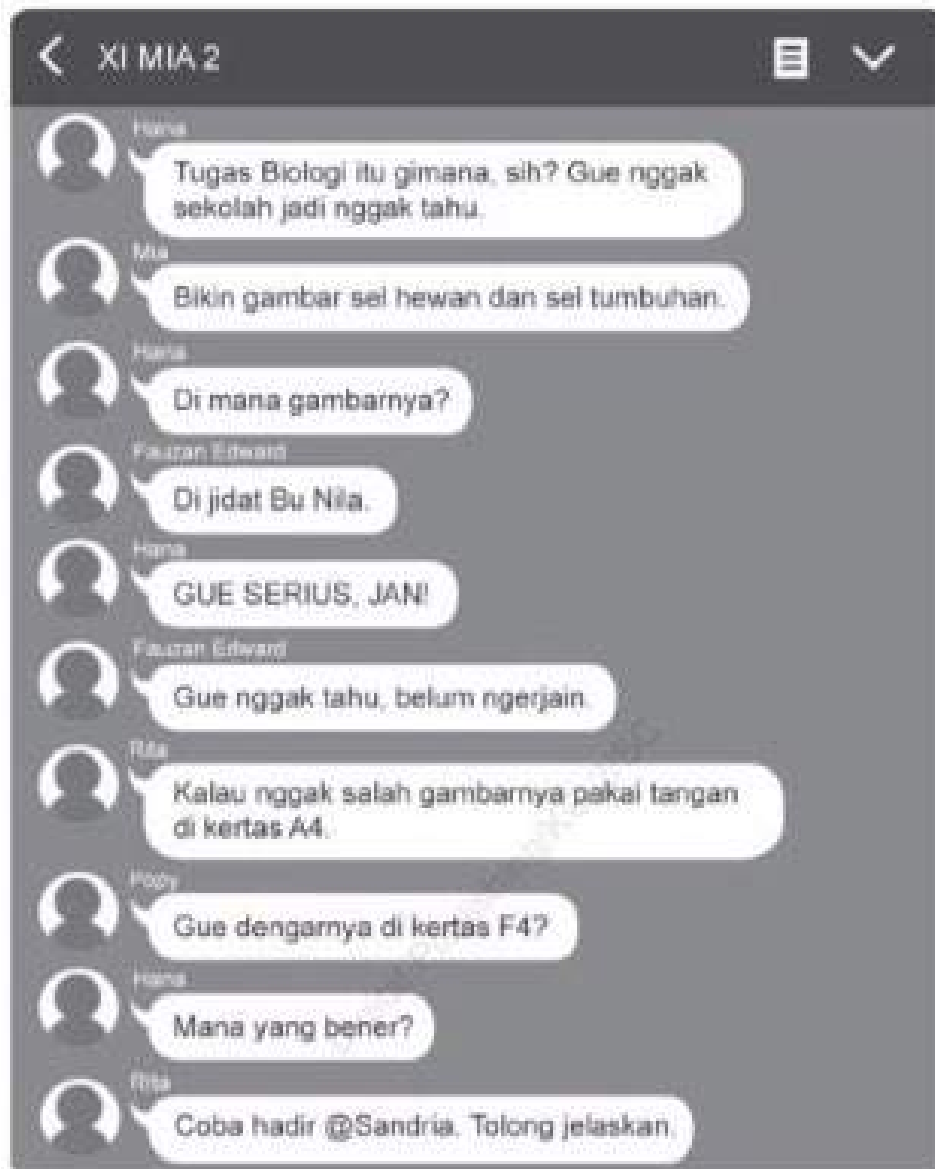 XI MIA 2
Hana
Tugas Biologi itu gimana, sih? Gue nggak
sekolah jadi nggak tahu.
Mia
Bikin gambar sel hewan dan sel tumbuhan.
Hana
Di mana gambarnya?
Fauzan Edward
Di jidat Bu Nila.
Hana
GUE SERIUS, JAN!
Fauzan Edward
Gue nggak tahu, belum ngerjain.
Rita
Kalau nggak salah gambarnya pakai tangan
di kertas A4.
Popy
Gue dengarnya di kertas F4?
Hana
Mana yang bener?
Rita
Coba hadir @Sandria. Tolong jelaskan.